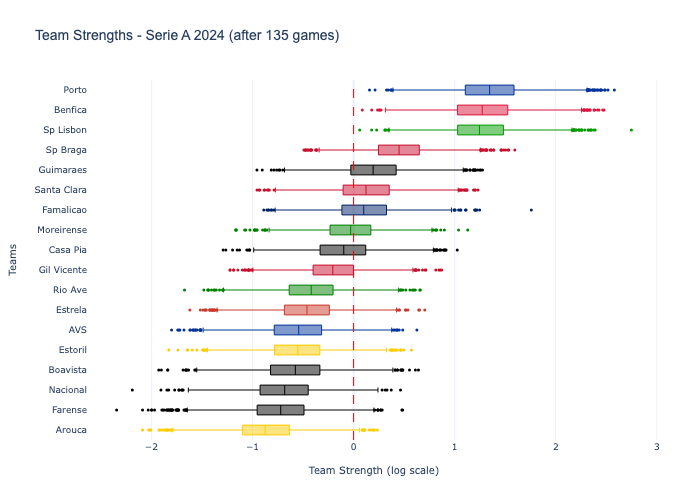 Team Strengths - Serie A 2024 (after 135 games)
Porto
Benfica
Sp Lisbon
Sp Braga
Guimaraes
Santa Clara
Famalicao
Moreirense
Casa Pia
Gil Vicente
Rio Ave
Estrela
AVS
Estoril
Boavista
Nacional
Farense
Arouca
Teams
−2 −1 0 1 2 3
Team Strength (log scale)